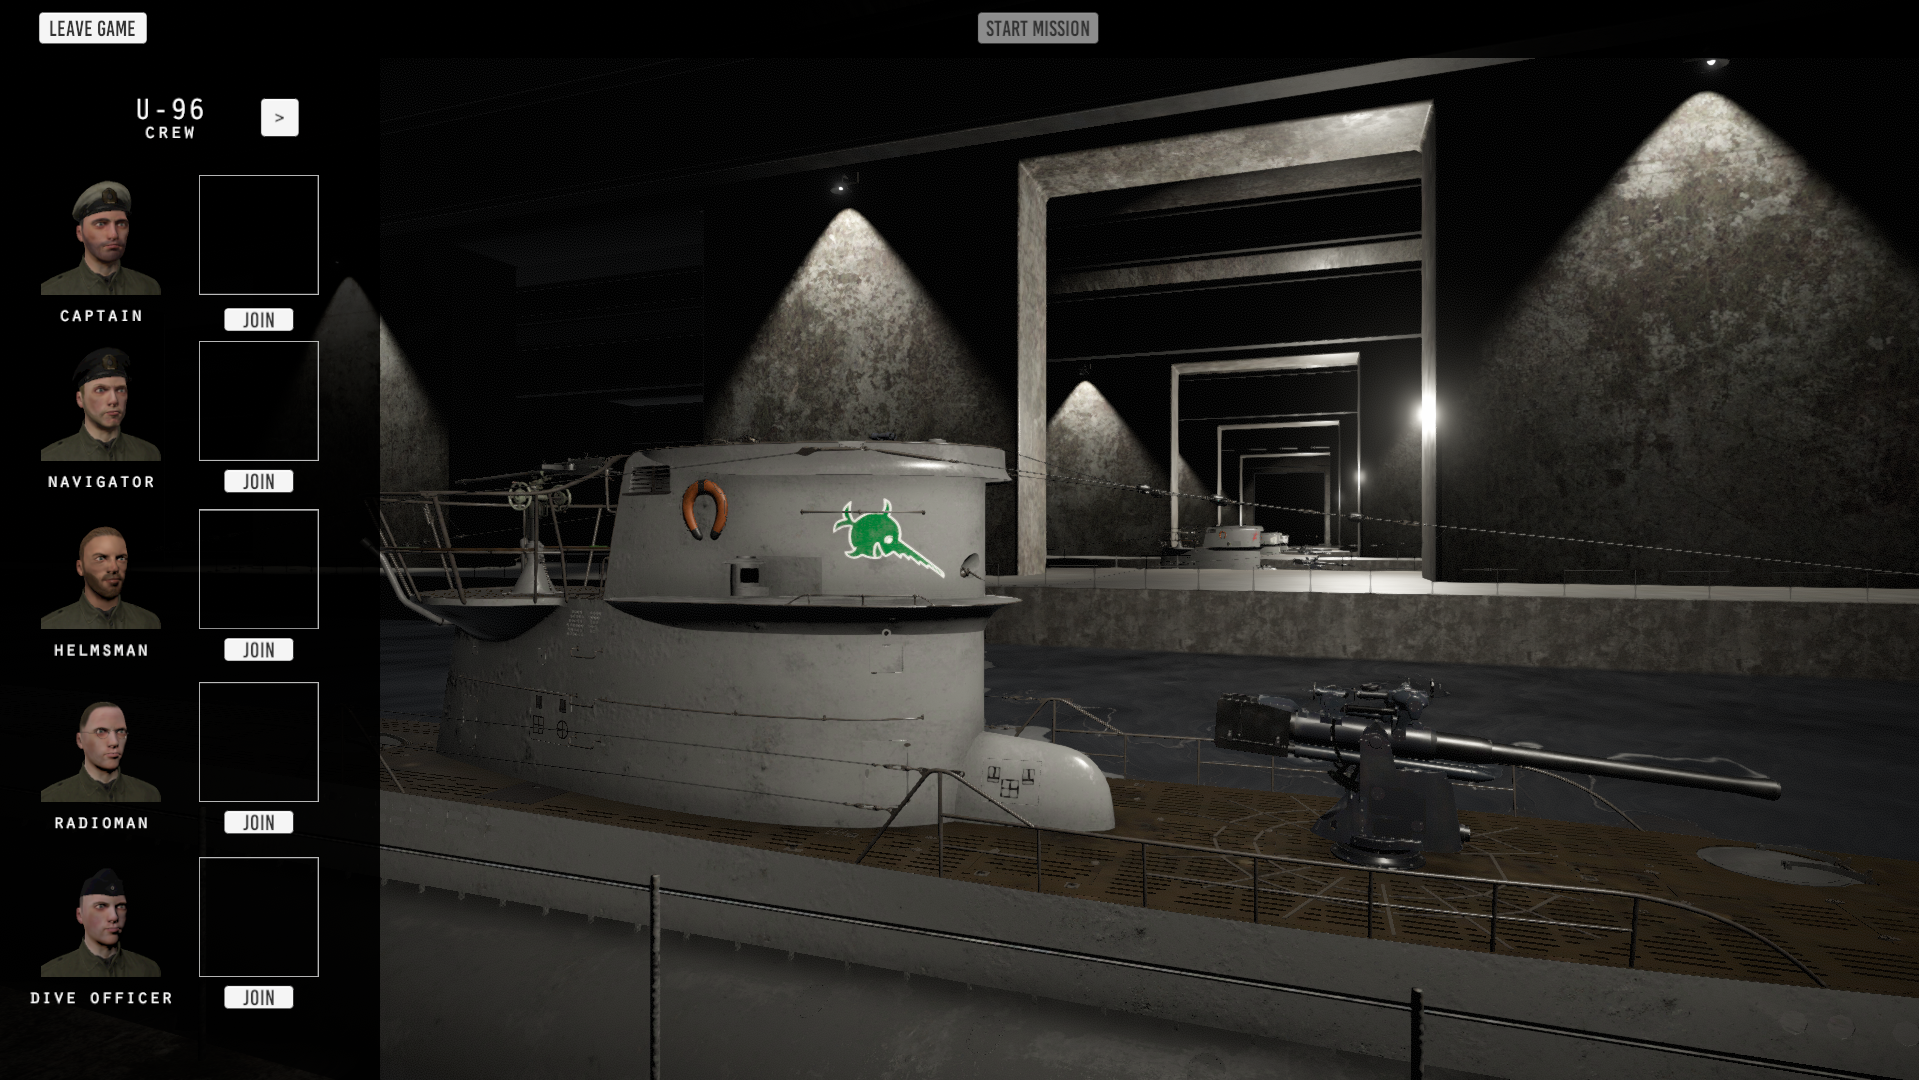 LEAVE GAME
START MISSION
U-96
CREW
>
CAPTAIN
JOIN
NAVIGATOR
JOIN
HELMSMAN
JOIN
RADIOMAN
JOIN
DIVE OFFICER
JOIN